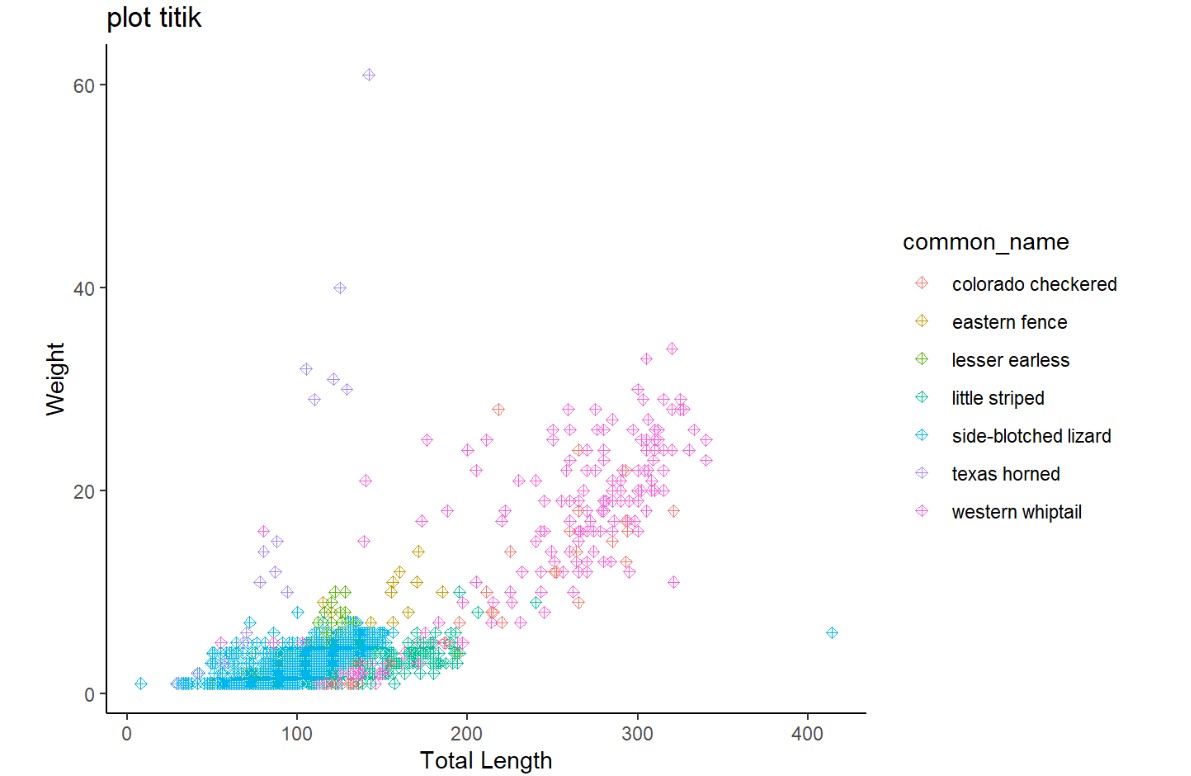 plot titik
Weight
60
40
20
0
0 100 200 300 400
Total Length
common_name
colorado checkered
eastern fence
lesser earless
little striped
side-blotched lizard
texas horned
western whiptail